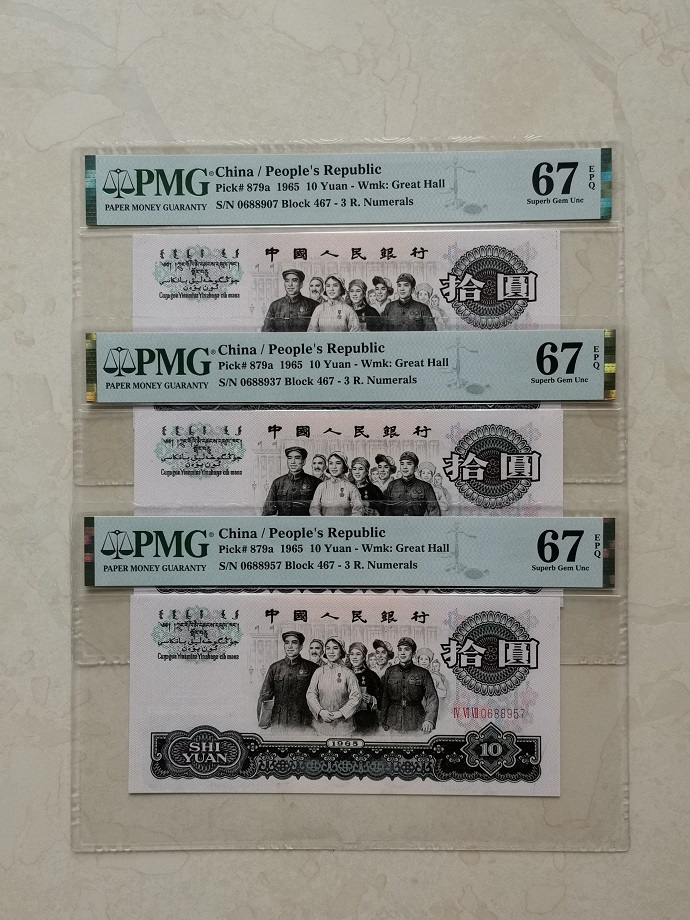 PMG
PAPER MONEY GUARANTY
China / People's Republic
Pick# 879a 1965 10 Yuan - Wmk: Great Hall
S/N 0688907 Block 467 - 3 R. Numerals
67
EPQ
Superb Gem Unc
中國人民銀行
拾圓
PMG
PAPER MONEY GUARANTY
China / People's Republic
Pick# 879a 1965 10 Yuan - Wmk: Great Hall
S/N 0688937 Block 467 - 3 R. Numerals
67
EPQ
Superb Gem Unc
中國人民銀行
拾圓
PMG
PAPER MONEY GUARANTY
China / People's Republic
Pick# 879a 1965 10 Yuan - Wmk: Great Hall
S/N 0688957 Block 467 - 3 R. Numerals
67
EPQ
Superb Gem Unc
中國人民銀行
拾圓
IV VI VII 0688957
1965
SHI
YUAN
10